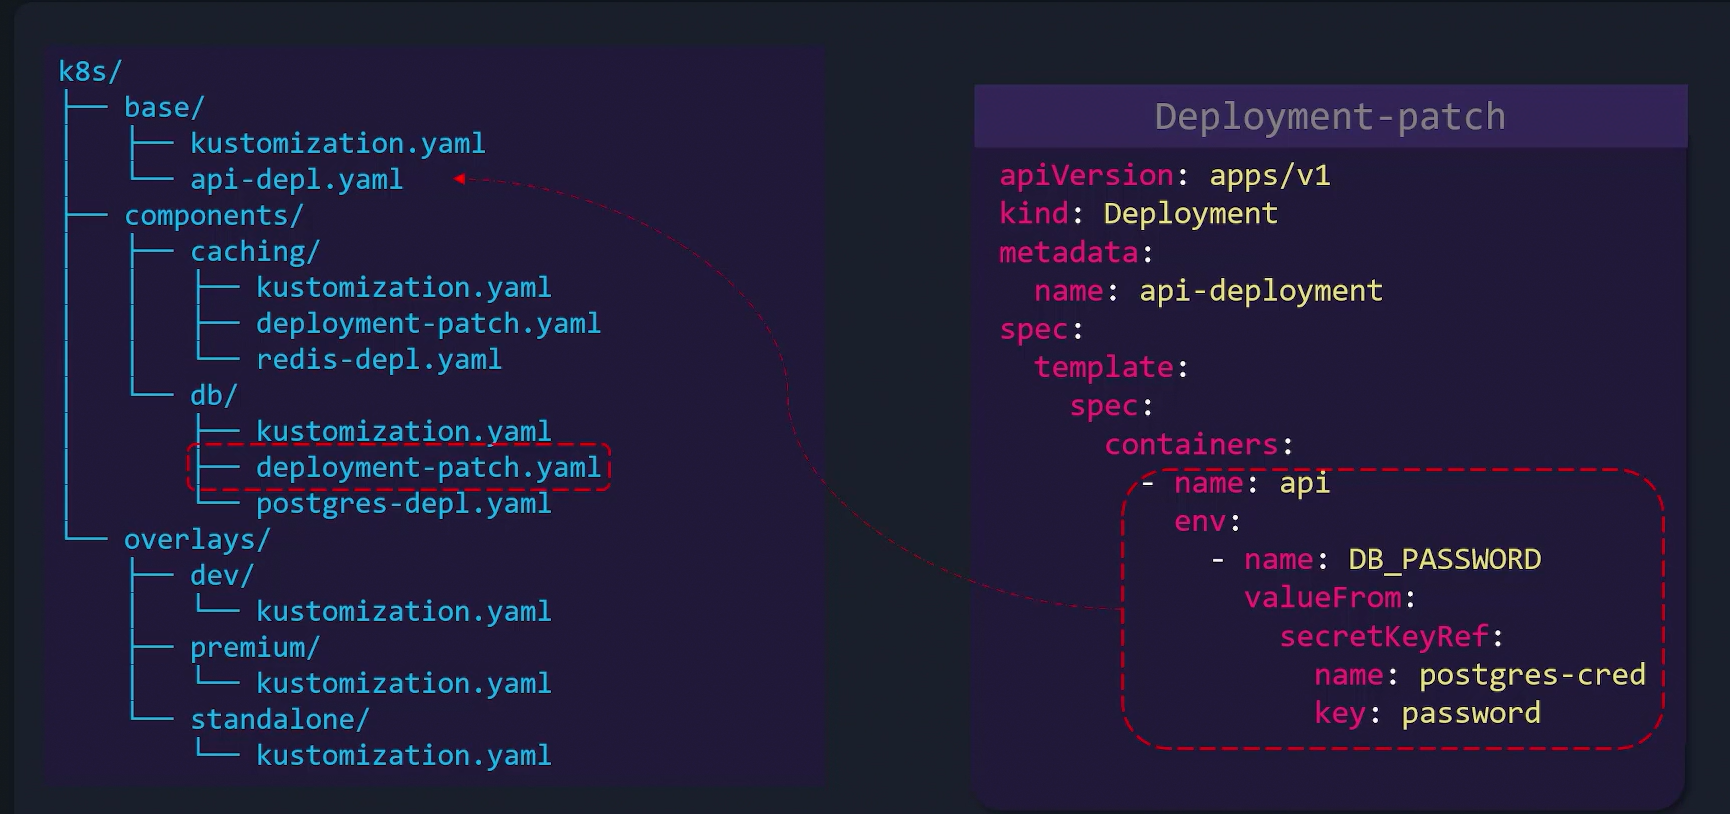 k8s/
├── base/
│   ├── kustomization.yaml
│   └── api-depl.yaml
├── components/
│   ├── caching/
│   │   ├── kustomization.yaml
│   │   ├── deployment-patch.yaml
│   │   └── redis-depl.yaml
│   └── db/
│       ├── kustomization.yaml
│       ├── deployment-patch.yaml
│       └── postgres-depl.yaml
└── overlays/
    ├── dev/
    │   └── kustomization.yaml
    ├── premium/
    │   └── kustomization.yaml
    └── standalone/
        └── kustomization.yaml
Deployment-patch
apiVersion: apps/v1
kind: Deployment
metadata:
  name: api-deployment
spec:
  template:
    spec:
      containers:
        - name: api
          env:
            - name: DB_PASSWORD
              valueFrom:
                secretKeyRef:
                  name: postgres-cred
                  key: password